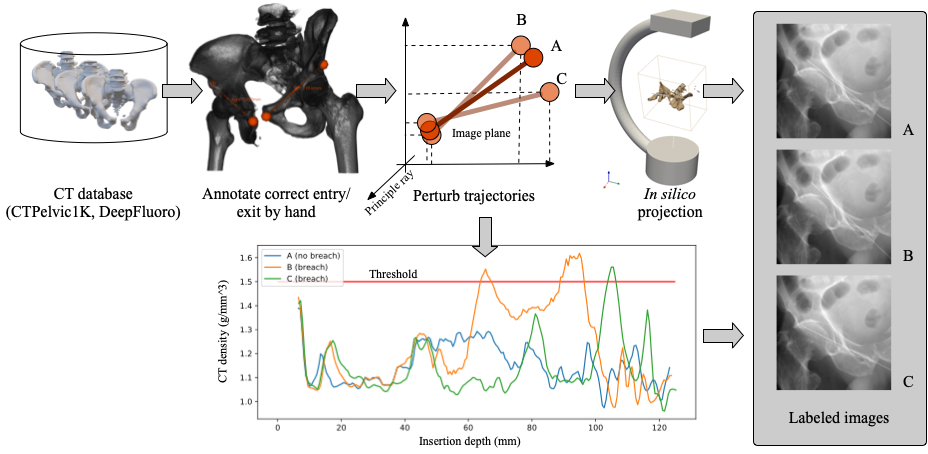 CT database
(CTPelvic1K, DeepFluoro)
Annotate correct entry/
exit by hand
B
A
C
Image plane
Principle ray
Perturb trajectories
In silico
projection
A
B
C
Labeled images
A (no breach)
B (breach)
C (breach)
Threshold
CT density (g/mm^3)
1.6
1.5
1.4
1.3
1.2
1.1
1.0
0
20
40
60
80
100
120
Insertion depth (mm)